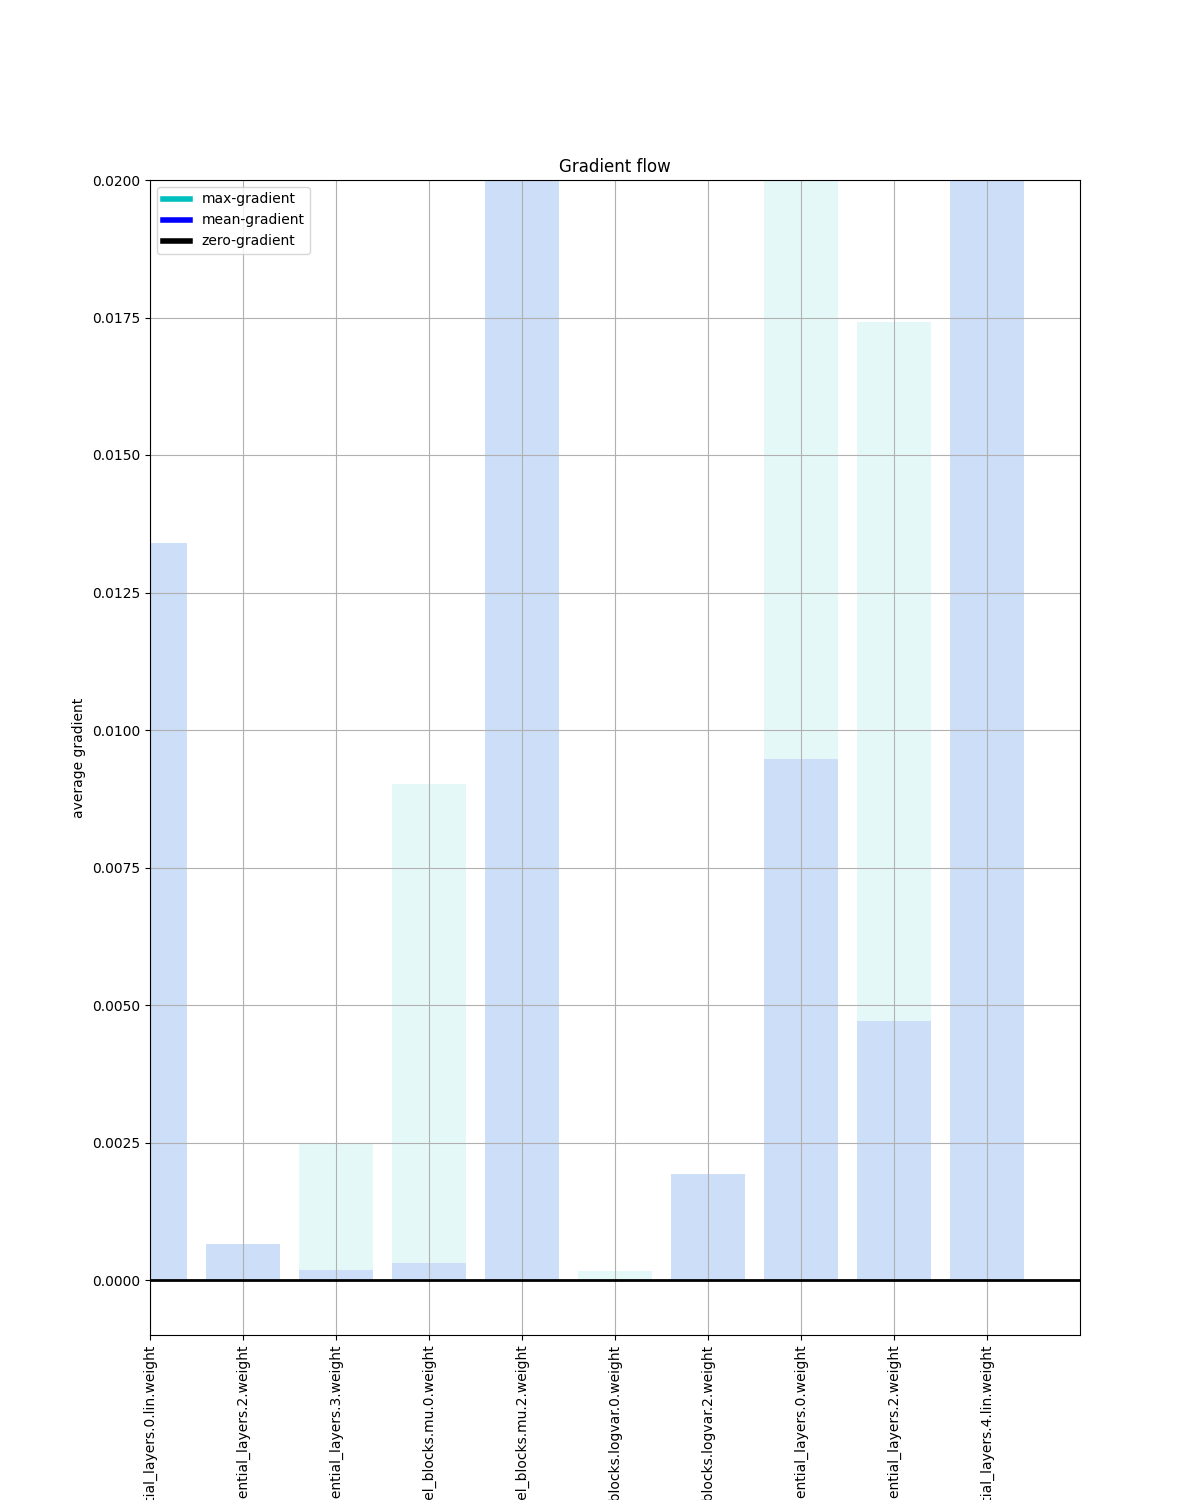 Gradient flow
max-gradient
mean-gradient
zero-gradient
0.0200
0.0175
0.0150
0.0125
0.0100
0.0075
0.0050
0.0025
0.0000
average gradient
tial_layers.0.lin.weight
ential_layers.2.weight
ential_layers.3.weight
el_blocks.mu.0.weight
el_blocks.mu.2.weight
blocks.logvar.0.weight
blocks.logvar.2.weight
ential_layers.0.weight
ential_layers.2.weight
tial_layers.4.lin.weight